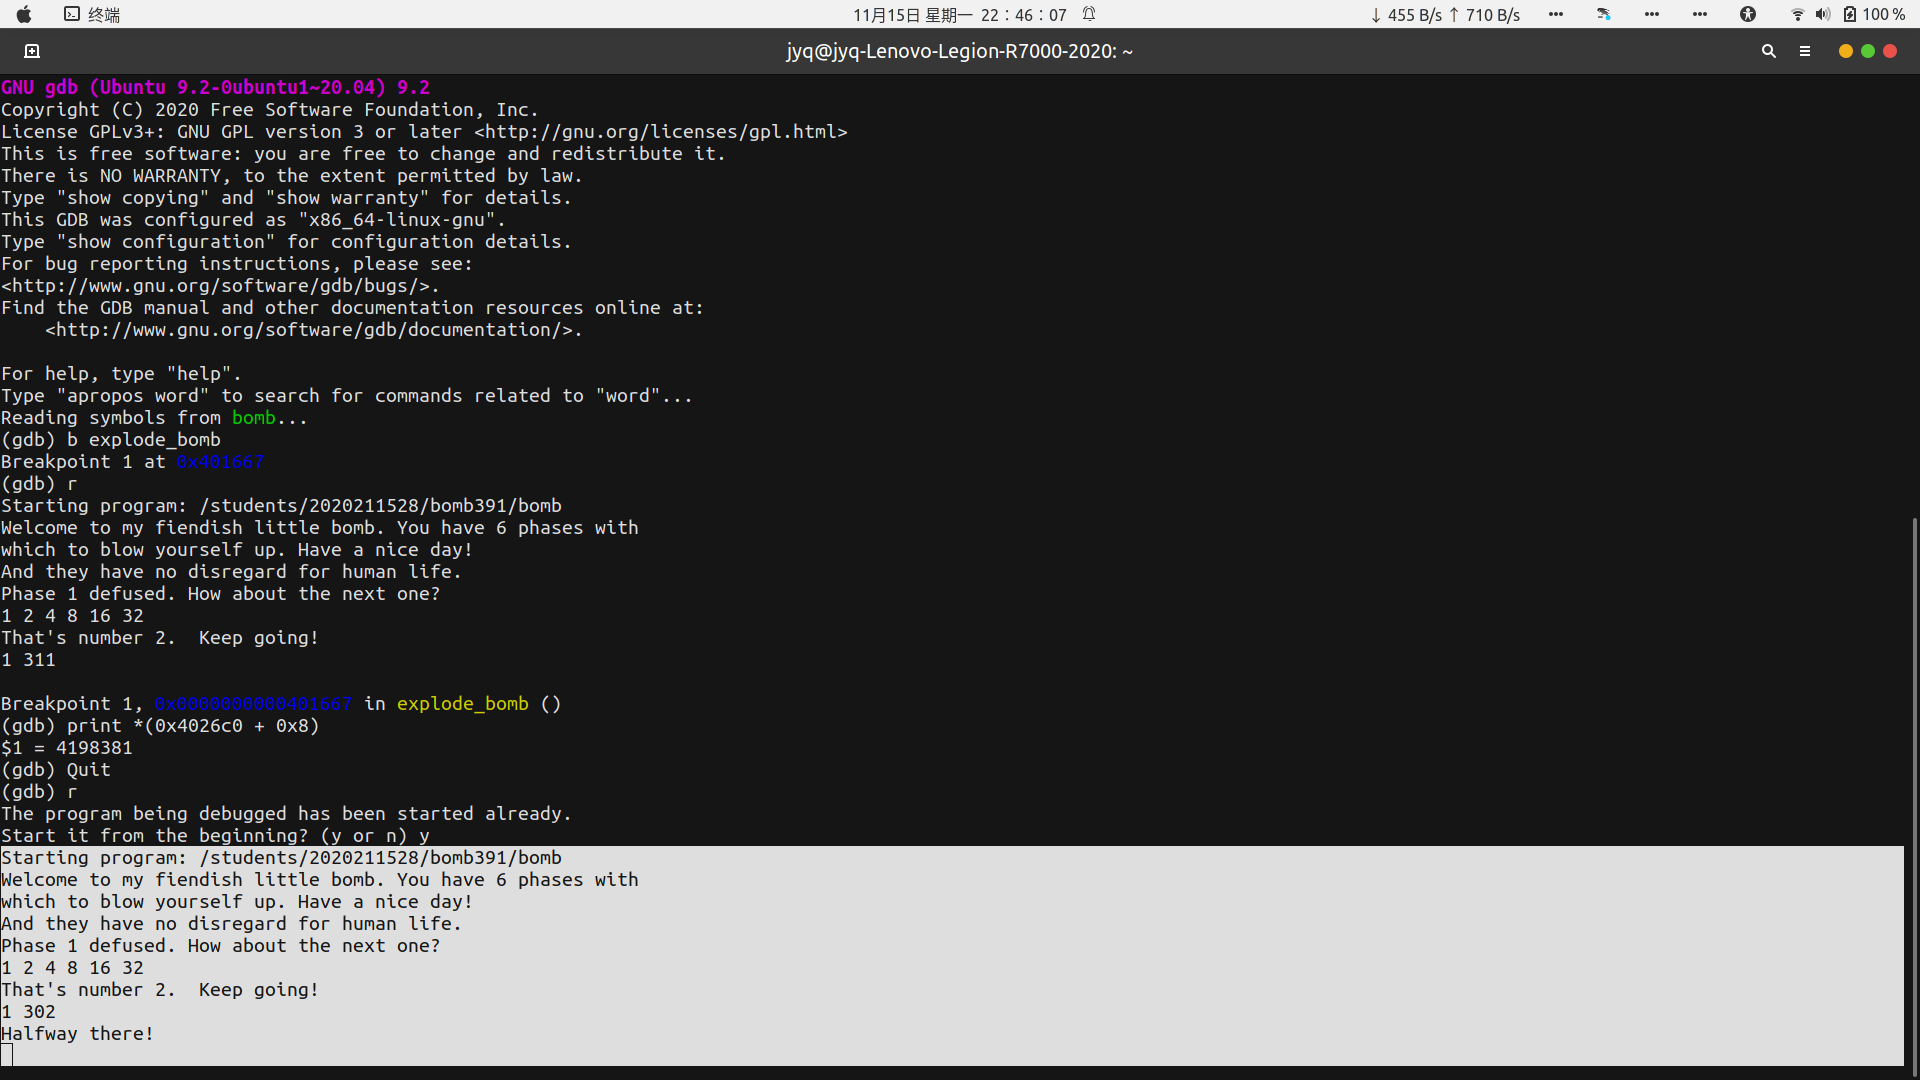 终端
11月15日 星期一 22：46：07
↓ 455 B/s ↑ 710 B/s
100 %
jyq@jyq-Lenovo-Legion-R7000-2020: ~
GNU gdb (Ubuntu 9.2-0ubuntu1~20.04) 9.2
Copyright (C) 2020 Free Software Foundation, Inc.
License GPLv3+: GNU GPL version 3 or later <http://gnu.org/licenses/gpl.html>
This is free software: you are free to change and redistribute it.
There is NO WARRANTY, to the extent permitted by law.
Type "show copying" and "show warranty" for details.
This GDB was configured as "x86_64-linux-gnu".
Type "show configuration" for configuration details.
For bug reporting instructions, please see:
<http://www.gnu.org/software/gdb/bugs/>.
Find the GDB manual and other documentation resources online at:
    <http://www.gnu.org/software/gdb/documentation/>.
For help, type "help".
Type "apropos word" to search for commands related to "word"...
Reading symbols from bomb...
(gdb) b explode_bomb
Breakpoint 1 at 0x401667
(gdb) r
Starting program: /students/2020211528/bomb391/bomb
Welcome to my fiendish little bomb. You have 6 phases with
which to blow yourself up. Have a nice day!
And they have no disregard for human life.
Phase 1 defused. How about the next one?
1 2 4 8 16 32
That's number 2.  Keep going!
1 311
Breakpoint 1, 0x0000000000401667 in explode_bomb ()
(gdb) print *(0x4026c0 + 0x8)
$1 = 4198381
(gdb) Quit
(gdb) r
The program being debugged has been started already.
Start it from the beginning? (y or n) y
Starting program: /students/2020211528/bomb391/bomb
Welcome to my fiendish little bomb. You have 6 phases with
which to blow yourself up. Have a nice day!
And they have no disregard for human life.
Phase 1 defused. How about the next one?
1 2 4 8 16 32
That's number 2.  Keep going!
1 302
Halfway there!